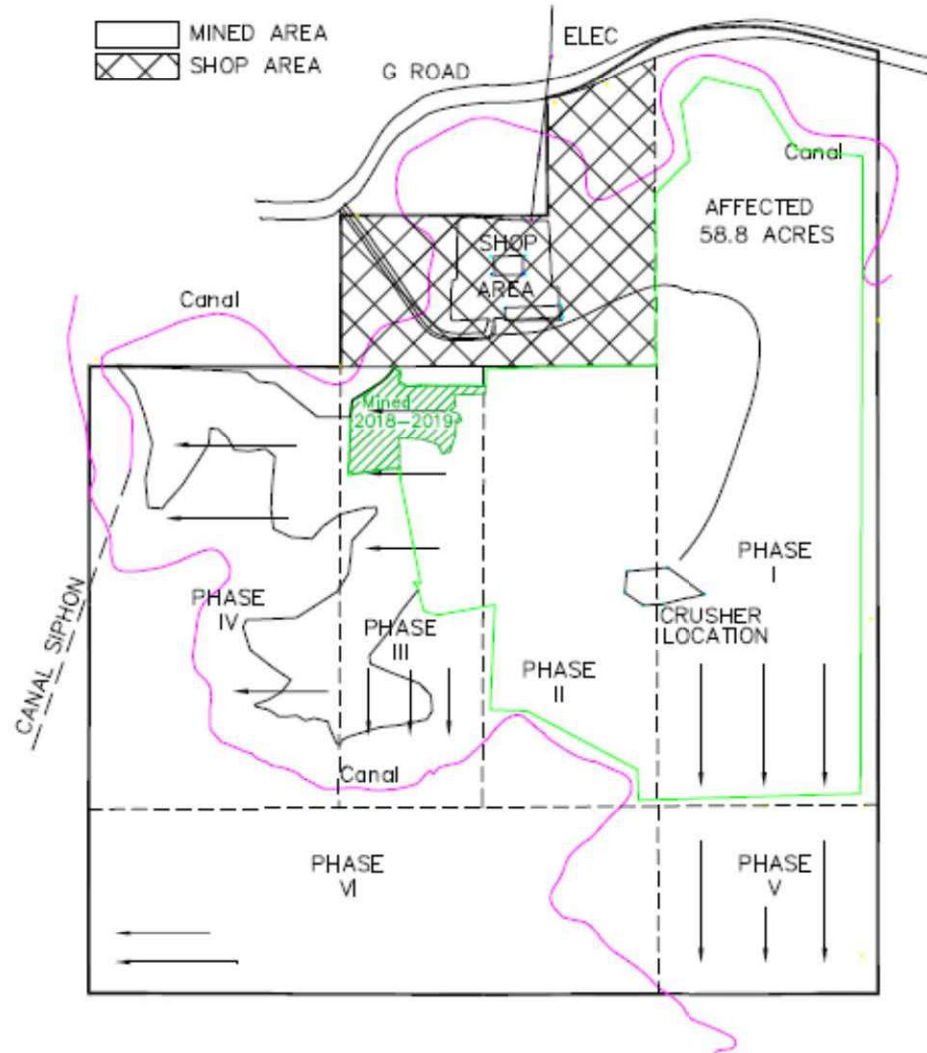 MINED AREA
SHOP AREA
ELEC
G ROAD
Canal
AFFECTED
58.8 ACRES
SHOP
AREA
Canal
Mined
2018-2019
PHASE
I
PHASE
IV
CRUSHER
LOCATION
PHASE
III
PHASE
II
CANAL SIPHON
Canal
PHASE
VI
PHASE
V